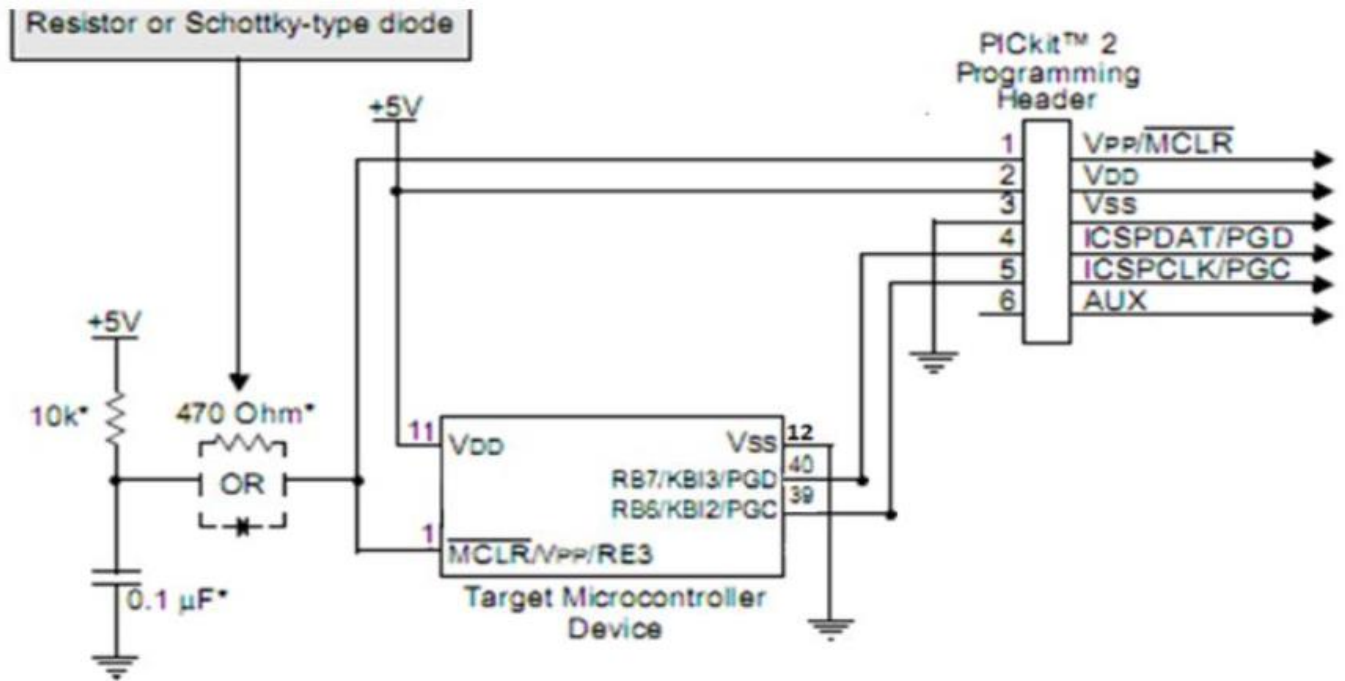 Resistor or Schottky-type diode
PICkit™ 2
Programming
Header
+5V
1 VPP/MCLR
2 VDD
3 VSS
4 ICSPDAT/PGD
5 ICSPCLK/PGC
6 AUX
+5V
10k*
470 Ohm*
OR
0.1 µF*
11 VDD
VSS 12
RB7/KBI3/PGD 40
RB6/KBI2/PGC 39
1 MCLR/VPP/RE3
Target Microcontroller
Device